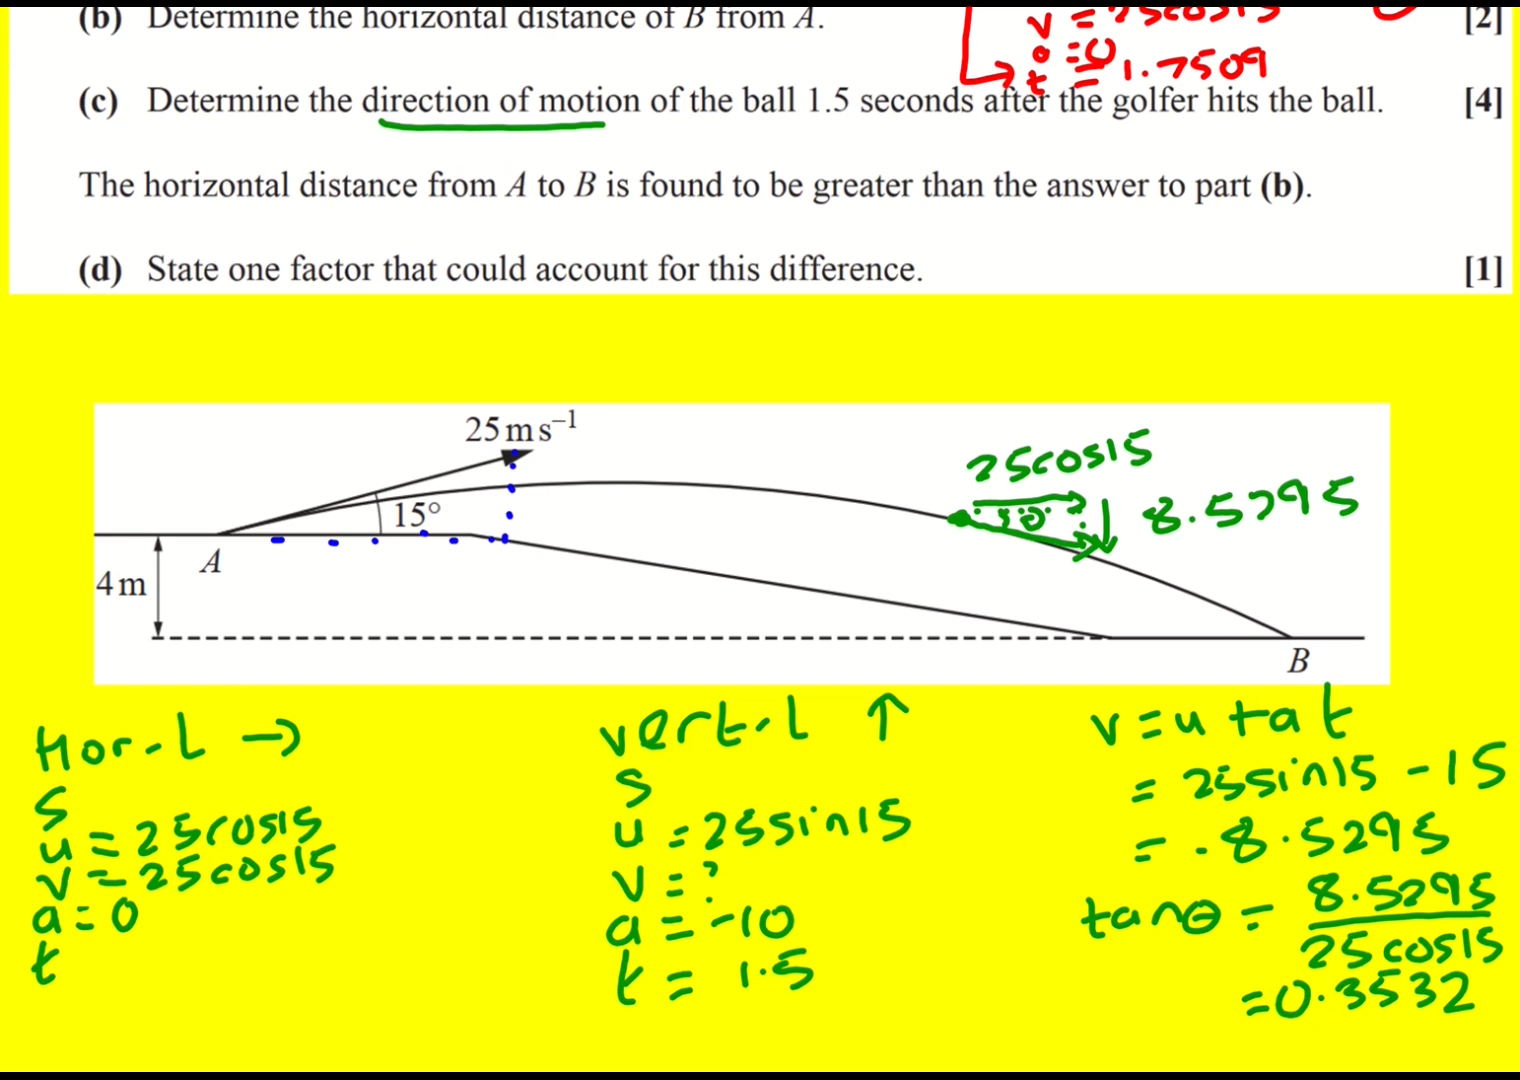 (b) Determine the horizontal distance of B from A. [2]
v = 25cos15
a = 0
t = 1.7509
(c) Determine the direction of motion of the ball 1.5 seconds after the golfer hits the ball. [4]
The horizontal distance from A to B is found to be greater than the answer to part (b).
(d) State one factor that could account for this difference. [1]
25 m s⁻¹
15°
A
4 m
B
25cos15
8.5295
θ
Hor-L →
s
u = 25cos15
v = 25cos15
a = 0
t
vert-L ↑
s
u = 25sin15
v = ?
a = -10
t = 1.5
v = u + at
= 25sin15 - 15
= -8.5295
tanθ = 8.5295 / 25cos15
= 0.3532